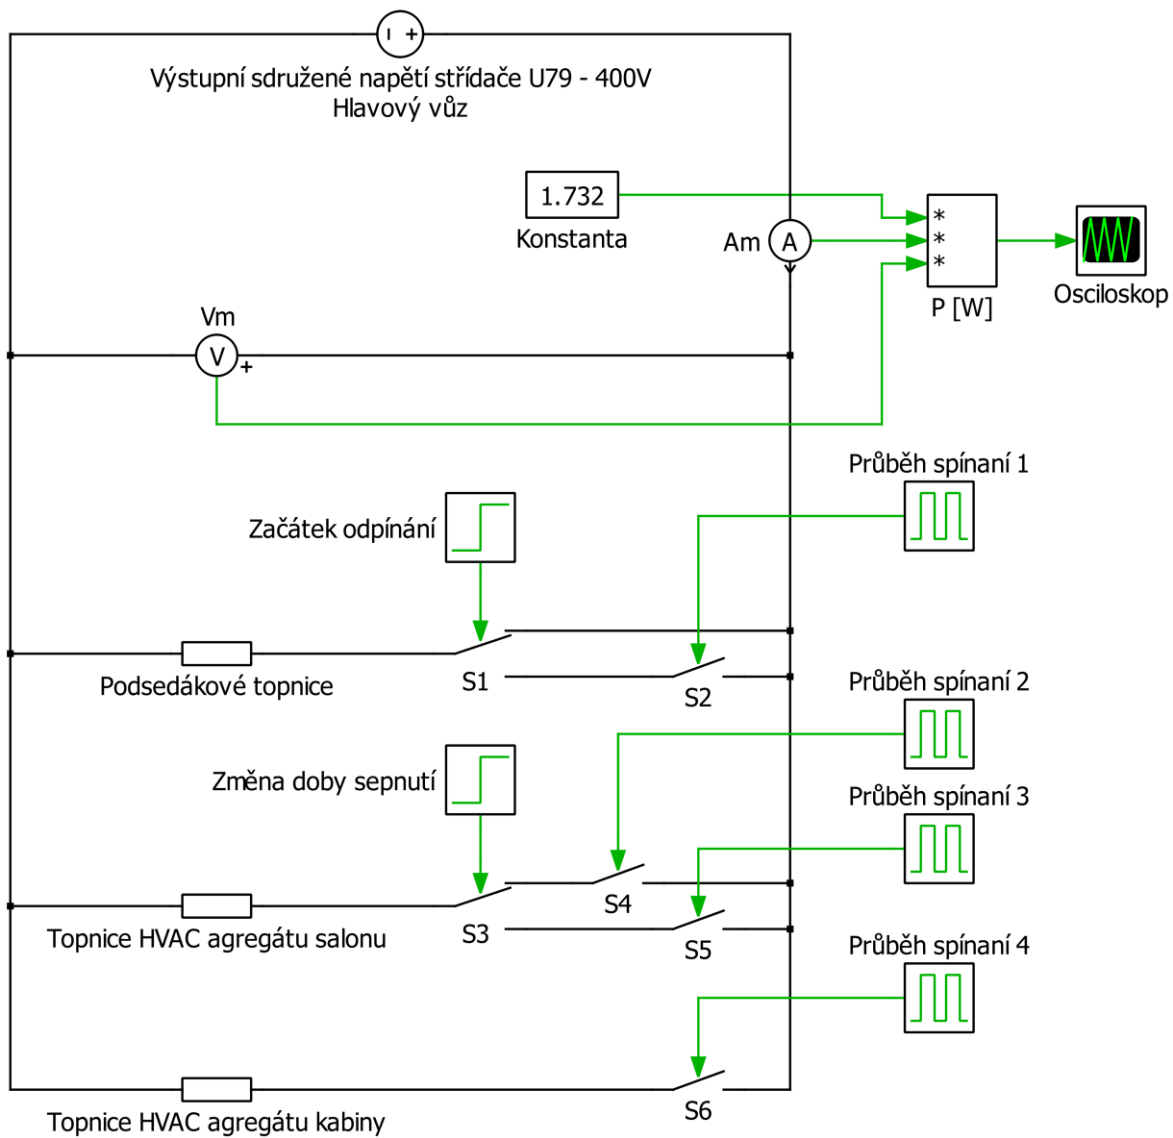 Výstupní sdružené napětí střídače U79 - 400V
Hlavový vůz
1.732
Konstanta
Am
A
*
*
*
P [W]
Osciloskop
Vm
V
+
Průběh spínaní 1
Začátek odpínání
S1
S2
Podsedákové topnice
Průběh spínaní 2
Změna doby sepnutí
Průběh spínaní 3
S4
S3
S5
Topnice HVAC agregátu salonu
Průběh spínaní 4
S6
Topnice HVAC agregátu kabiny